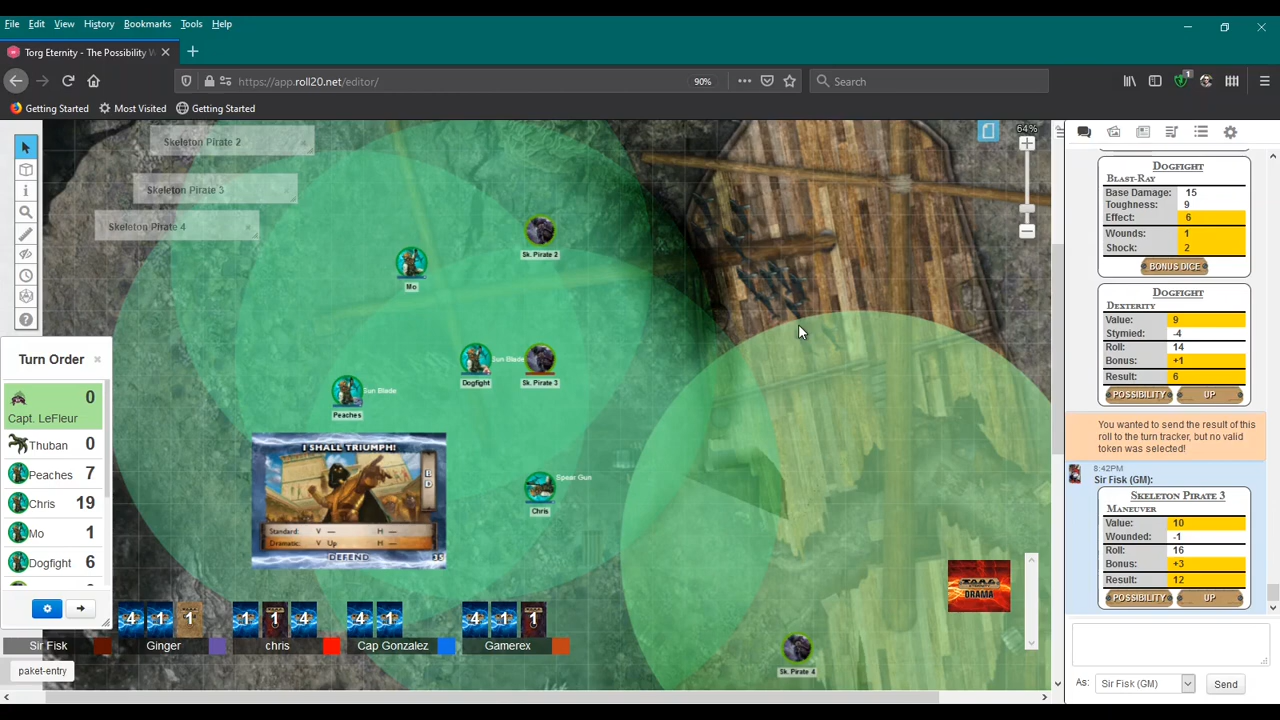 File Edit View History Bookmarks Tools Help
Torg Eternity - The Possibility W
https://app.roll20.net/editor/
90%
Search
Getting Started
Most Visited
Getting Started
Skeleton Pirate 2
Skeleton Pirate 3
Skeleton Pirate 4
64%
Sk. Pirate 2
Mo
Sun Blade
Dogfight
Sk. Pirate 3
Sun Blade
Peaches
Spear Gun
Chris
Sk. Pirate 4
Turn Order
0
Capt. LeFleur
Thuban 0
Peaches 7
Chris 19
Mo 1
Dogfight 6
I SHALL TRIUMPH!
B
D
Standard: V — H —
Dramatic: V Up H —
DEFEND
35
4 1 1
1 1 4
4 1
4 1 1
Sir Fisk
Ginger
chris
Cap Gonzalez
Gamerex
paket-entry
TORG
ETERNITY
DRAMA
1
Dogfight
Blast-Ray
Base Damage: 15
Toughness: 9
Effect: 6
Wounds: 1
Shock: 2
BONUS DICE
Dogfight
Dexterity
Value: 9
Stymied: -4
Roll: 14
Bonus: +1
Result: 6
POSSIBILITY UP
You wanted to send the result of this
roll to the turn tracker, but no valid
token was selected!
8:42PM
Sir Fisk (GM):
Skeleton Pirate 3
Maneuver
Value: 10
Wounded: -1
Roll: 16
Bonus: +3
Result: 12
POSSIBILITY UP
As: Sir Fisk (GM) Send